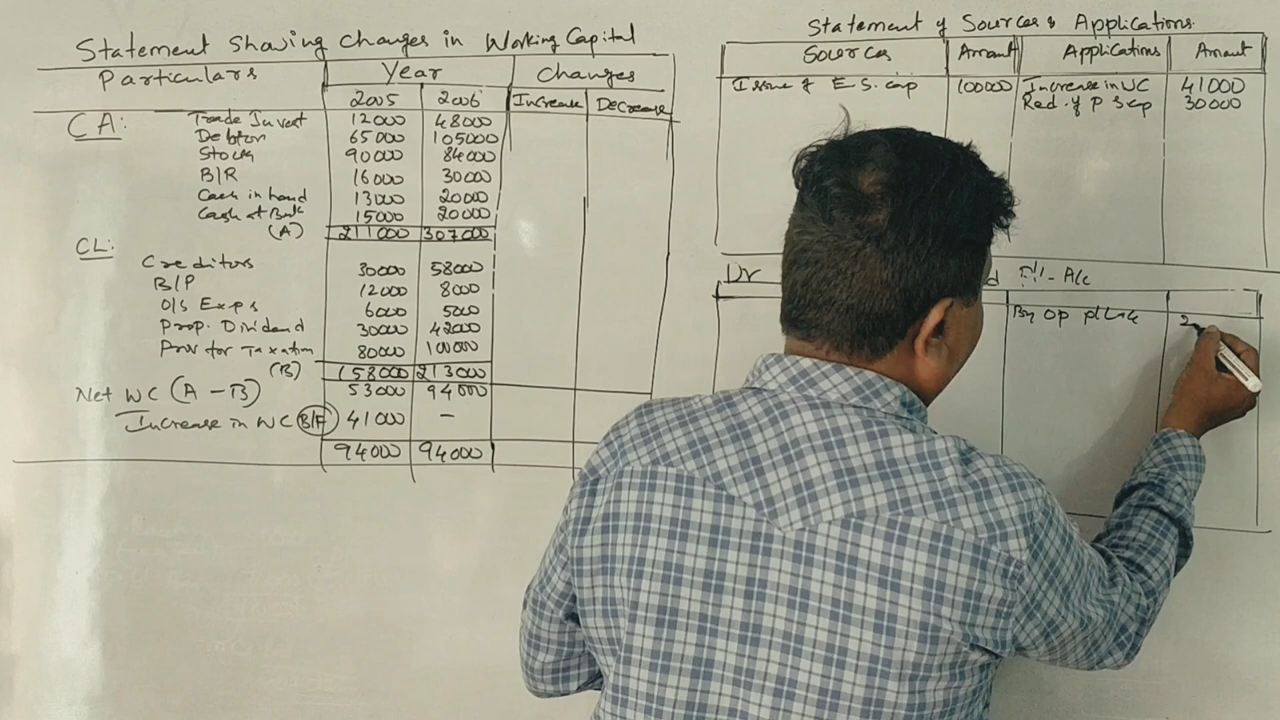 Statement Showing Changes in Working Capital
Particulars Year Changes
2005 2006 Increase Decrease
CA: Trade Invest 12000 48000
Debtors 65000 105000
Stock 90000 84000
B/R 16000 30000
Cash in hand 13000 20000
Cash at Bank 15000 20000
(A) 211000 307000
CL:
Creditors 30000 58000
B/P 12000 8000
O/S Exps 6000 5000
Prop. Dividend 30000 42000
Prov for Taxation 80000 100000
(B) 158000 213000
Net WC (A - B) 53000 94000
Increase in WC B/F 41000 -
94000 94000
Statement of Sources & Applications
Sources Amount Applications Amount
Issue of E.S. cap 100000 Increase in WC 41000
Red. of P S cap 30000
Dr d P/L A/c
By Op P/L 2